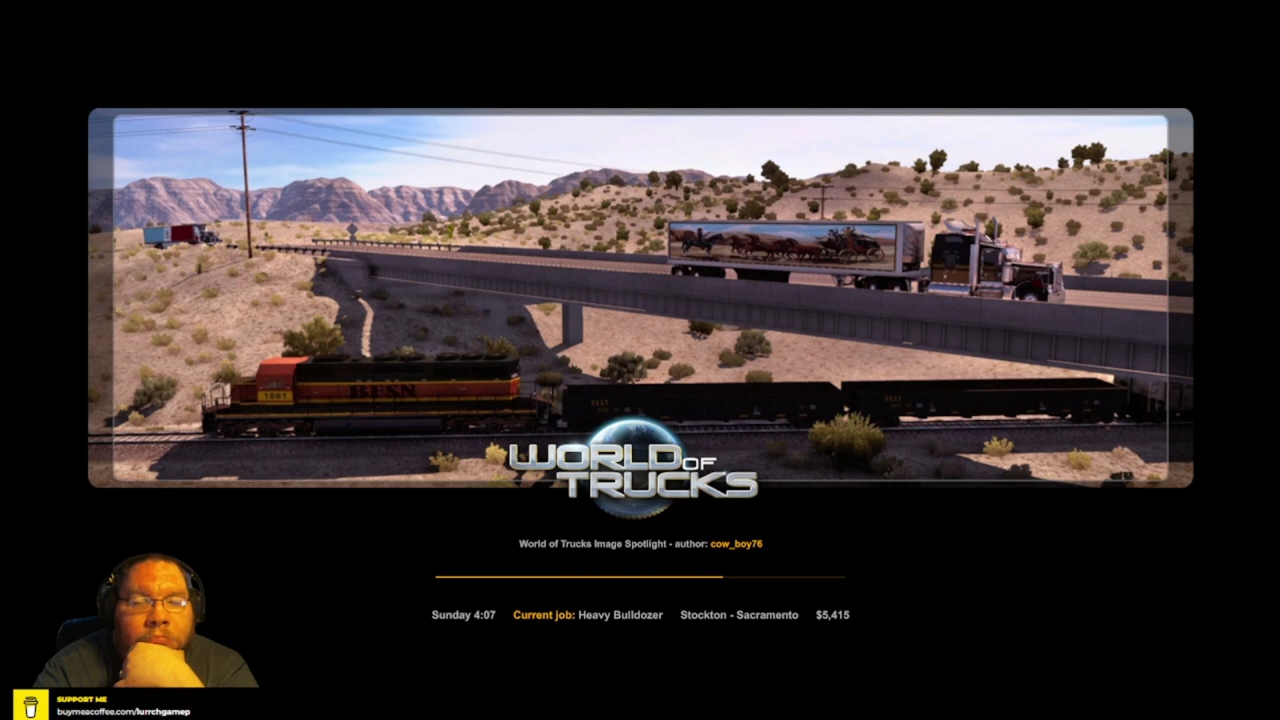 1881
WORLD OF
TRUCKS
World of Trucks Image Spotlight - author: cow_boy76
Sunday 4:07 Current job: Heavy Bulldozer Stockton - Sacramento $5,415
SUPPORT ME
buymeacoffee.com/lurrchgamep